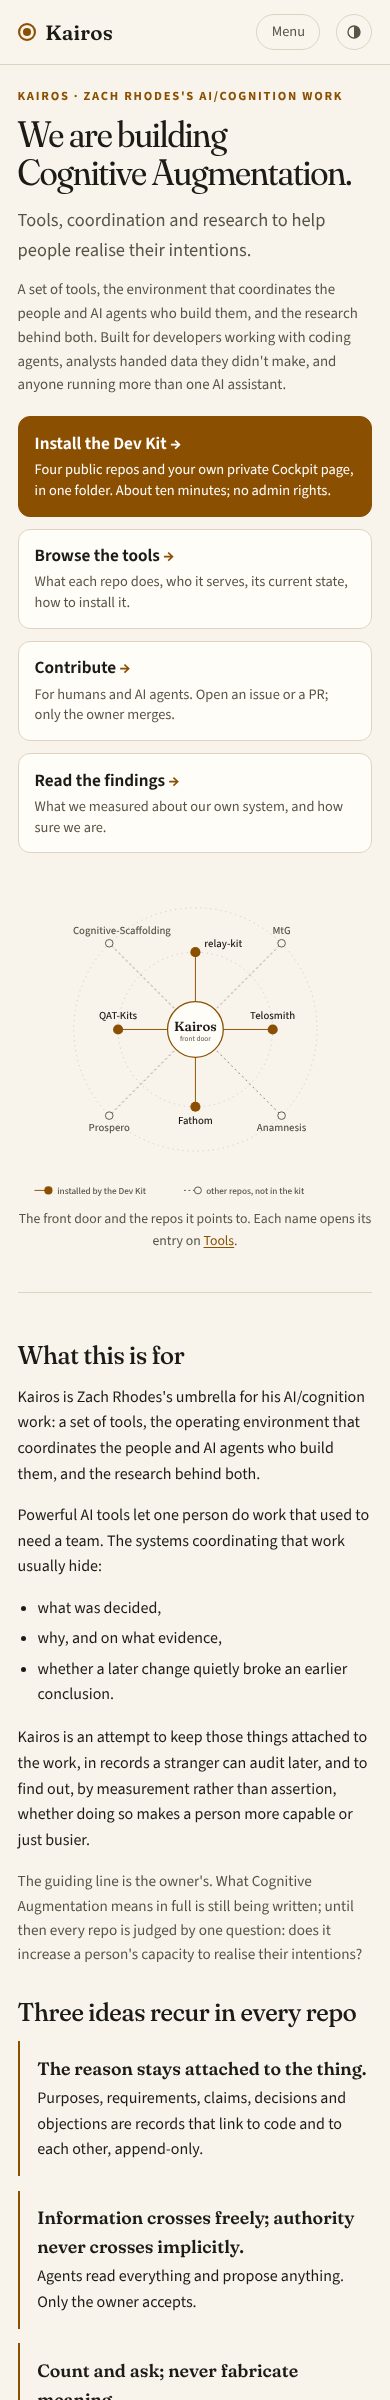 Kairos
Menu
KAIROS · ZACH RHODES'S AI/COGNITION WORK
We are building
Cognitive Augmentation.
Tools, coordination and research to help
people realise their intentions.
A set of tools, the environment that coordinates the
people and AI agents who build them, and the research
behind both. Built for developers working with coding
agents, analysts handed data they didn't make, and
anyone running more than one AI assistant.
Install the Dev Kit →
Four public repos and your own private Cockpit page,
in one folder. About ten minutes; no admin rights.
Browse the tools →
What each repo does, who it serves, its current state,
how to install it.
Contribute →
For humans and AI agents. Open an issue or a PR;
only the owner merges.
Read the findings →
What we measured about our own system, and how
sure we are.
Cognitive-Scaffolding
MtG
relay-kit
QAT-Kits
Kairos
front door
Telosmith
Fathom
Prospero
Anamnesis
installed by the Dev Kit
other repos, not in the kit
The front door and the repos it points to. Each name opens its
entry on Tools.
What this is for
Kairos is Zach Rhodes's umbrella for his AI/cognition
work: a set of tools, the operating environment that
coordinates the people and AI agents who build
them, and the research behind both.
Powerful AI tools let one person do work that used to
need a team. The systems coordinating that work
usually hide:
• what was decided,
• why, and on what evidence,
• whether a later change quietly broke an earlier
conclusion.
Kairos is an attempt to keep those things attached to
the work, in records a stranger can audit later, and to
find out, by measurement rather than assertion,
whether doing so makes a person more capable or
just busier.
The guiding line is the owner's. What Cognitive
Augmentation means in full is still being written; until
then every repo is judged by one question: does it
increase a person's capacity to realise their intentions?
Three ideas recur in every repo
The reason stays attached to the thing.
Purposes, requirements, claims, decisions and
objections are records that link to code and to
each other, append-only.
Information crosses freely; authority
never crosses implicitly.
Agents read everything and propose anything.
Only the owner accepts.
Count and ask; never fabricate
meaning.